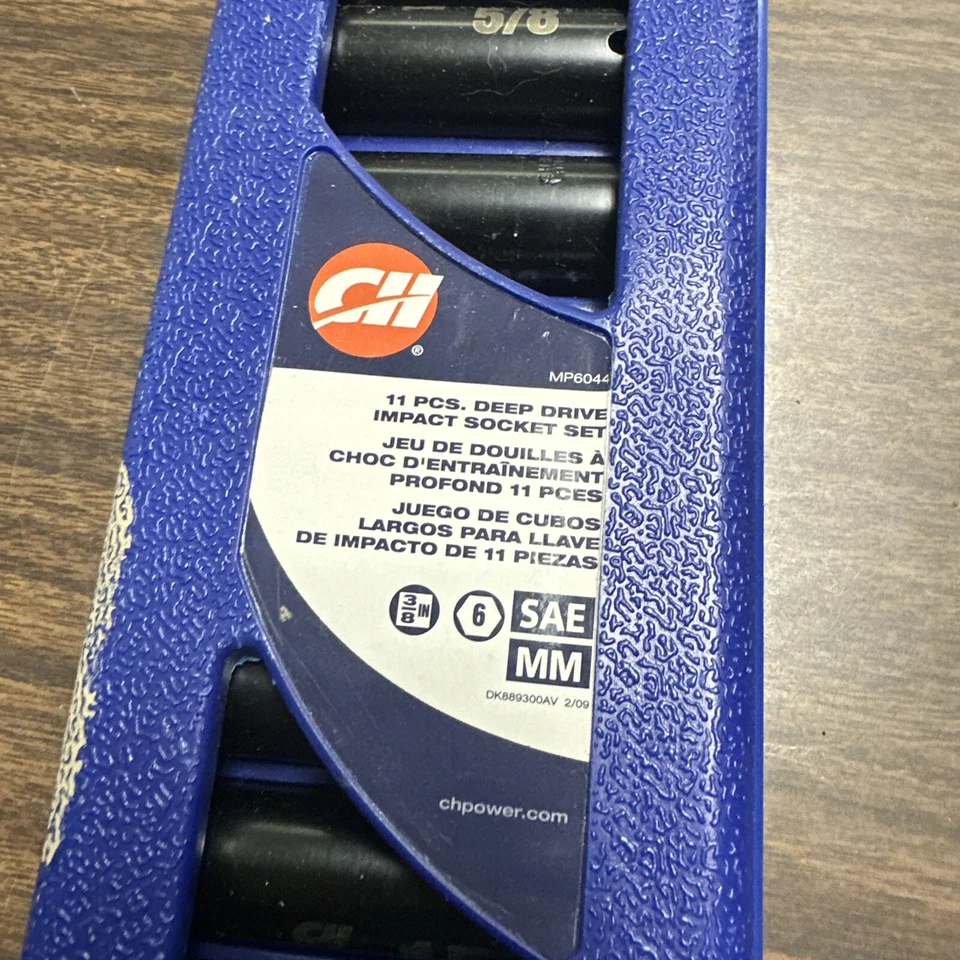 5/8
CH
®
MP6044
11 PCS. DEEP DRIVE
IMPACT SOCKET SET
JEU DE DOUILLES À
CHOC D'ENTRAÎNEMENT
PROFOND 11 PCES
JUEGO DE CUBOS
LARGOS PARA LLAVE
DE IMPACTO DE 11 PIEZAS
3/8 IN 6 SAE
MM
DK889300AV 2/09
chpower.com
CH